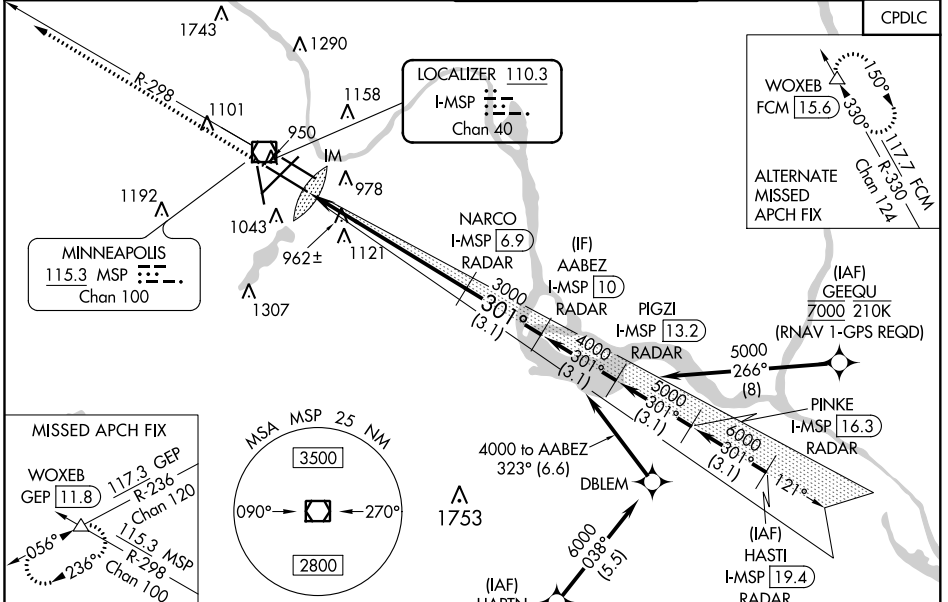 CPDLC
1743
1290
R-298
1101
1158
950
IM
978
1192
1043
962±
1121
1307
LOCALIZER 110.3
I-MSP
Chan 40
MINNEAPOLIS
115.3 MSP
Chan 100
WOXEB
FCM 15.6
150°
330°
117.7 FCM
R-330
Chan 124
ALTERNATE
MISSED
APCH FIX
NARCO
I-MSP 6.9
RADAR
(IF)
AABEZ
I-MSP 10
RADAR
PIGZI
I-MSP 13.2
RADAR
(IAF)
GEEQU
7000 210K
(RNAV 1-GPS REQD)
5000
266°
(8)
PINKE
I-MSP 16.3
RADAR
3000
301°
(3.1)
4000
301°
(3.1)
5000
301°
(3.1)
6000
301°
(3.1)
121°
4000 to AABEZ
323° (6.6)
DBLEM
(IAF)
HASTI
I-MSP 19.4
RADAR
6000
038°
(5.5)
(IAF)
1753
MISSED APCH FIX
WOXEB
GEP 11.8
117.3 GEP
R-236
Chan 120
056°
236°
115.3 MSP
R-298
Chan 100
MSA MSP 25 NM
3500
090°
270°
2800